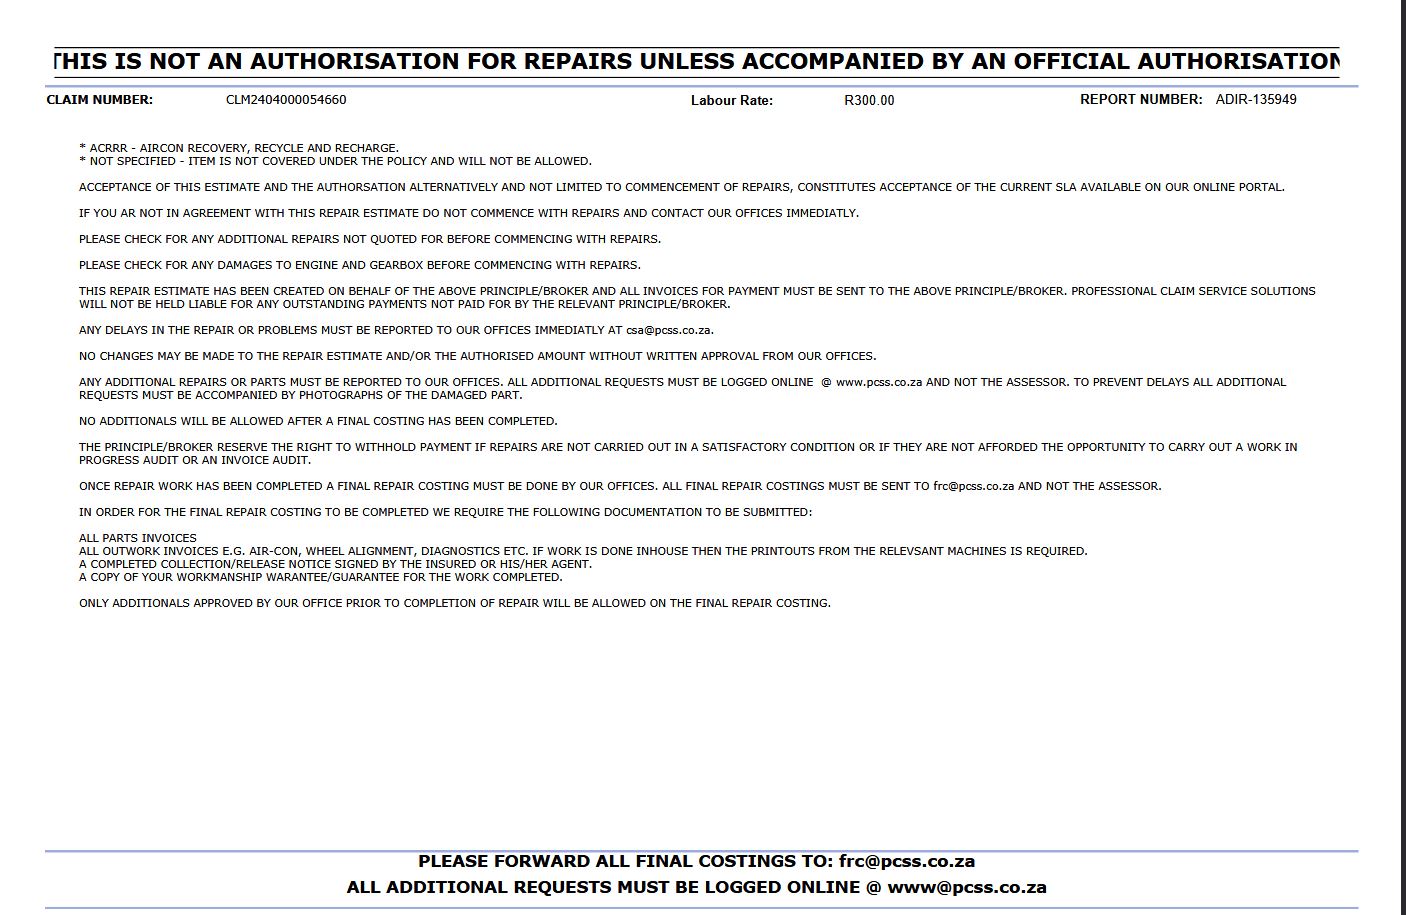 THIS IS NOT AN AUTHORISATION FOR REPAIRS UNLESS ACCOMPANIED BY AN OFFICIAL AUTHORISATION
CLAIM NUMBER: CLM2404000054660 Labour Rate: R300.00 REPORT NUMBER: ADIR-135949
* ACRRR - AIRCON RECOVERY, RECYCLE AND RECHARGE.
* NOT SPECIFIED - ITEM IS NOT COVERED UNDER THE POLICY AND WILL NOT BE ALLOWED.
ACCEPTANCE OF THIS ESTIMATE AND THE AUTHORSATION ALTERNATIVELY AND NOT LIMITED TO COMMENCEMENT OF REPAIRS, CONSTITUTES ACCEPTANCE OF THE CURRENT SLA AVAILABLE ON OUR ONLINE PORTAL.
IF YOU AR NOT IN AGREEMENT WITH THIS REPAIR ESTIMATE DO NOT COMMENCE WITH REPAIRS AND CONTACT OUR OFFICES IMMEDIATLY.
PLEASE CHECK FOR ANY ADDITIONAL REPAIRS NOT QUOTED FOR BEFORE COMMENCING WITH REPAIRS.
PLEASE CHECK FOR ANY DAMAGES TO ENGINE AND GEARBOX BEFORE COMMENCING WITH REPAIRS.
THIS REPAIR ESTIMATE HAS BEEN CREATED ON BEHALF OF THE ABOVE PRINCIPLE/BROKER AND ALL INVOICES FOR PAYMENT MUST BE SENT TO THE ABOVE PRINCIPLE/BROKER. PROFESSIONAL CLAIM SERVICE SOLUTIONS
WILL NOT BE HELD LIABLE FOR ANY OUTSTANDING PAYMENTS NOT PAID FOR BY THE RELEVANT PRINCIPLE/BROKER.
ANY DELAYS IN THE REPAIR OR PROBLEMS MUST BE REPORTED TO OUR OFFICES IMMEDIATLY AT csa@pcss.co.za.
NO CHANGES MAY BE MADE TO THE REPAIR ESTIMATE AND/OR THE AUTHORISED AMOUNT WITHOUT WRITTEN APPROVAL FROM OUR OFFICES.
ANY ADDITIONAL REPAIRS OR PARTS MUST BE REPORTED TO OUR OFFICES. ALL ADDITIONAL REQUESTS MUST BE LOGGED ONLINE @ www.pcss.co.za AND NOT THE ASSESSOR. TO PREVENT DELAYS ALL ADDITIONAL
REQUESTS MUST BE ACCOMPANIED BY PHOTOGRAPHS OF THE DAMAGED PART.
NO ADDITIONALS WILL BE ALLOWED AFTER A FINAL COSTING HAS BEEN COMPLETED.
THE PRINCIPLE/BROKER RESERVE THE RIGHT TO WITHHOLD PAYMENT IF REPAIRS ARE NOT CARRIED OUT IN A SATISFACTORY CONDITION OR IF THEY ARE NOT AFFORDED THE OPPORTUNITY TO CARRY OUT A WORK IN
PROGRESS AUDIT OR AN INVOICE AUDIT.
ONCE REPAIR WORK HAS BEEN COMPLETED A FINAL REPAIR COSTING MUST BE DONE BY OUR OFFICES. ALL FINAL REPAIR COSTINGS MUST BE SENT TO frc@pcss.co.za AND NOT THE ASSESSOR.
IN ORDER FOR THE FINAL REPAIR COSTING TO BE COMPLETED WE REQUIRE THE FOLLOWING DOCUMENTATION TO BE SUBMITTED:
ALL PARTS INVOICES
ALL OUTWORK INVOICES E.G. AIR-CON, WHEEL ALIGNMENT, DIAGNOSTICS ETC. IF WORK IS DONE INHOUSE THEN THE PRINTOUTS FROM THE RELEVSANT MACHINES IS REQUIRED.
A COMPLETED COLLECTION/RELEASE NOTICE SIGNED BY THE INSURED OR HIS/HER AGENT.
A COPY OF YOUR WORKMANSHIP WARANTEE/GUARANTEE FOR THE WORK COMPLETED.
ONLY ADDITIONALS APPROVED BY OUR OFFICE PRIOR TO COMPLETION OF REPAIR WILL BE ALLOWED ON THE FINAL REPAIR COSTING.
PLEASE FORWARD ALL FINAL COSTINGS TO: frc@pcss.co.za
ALL ADDITIONAL REQUESTS MUST BE LOGGED ONLINE @ www@pcss.co.za